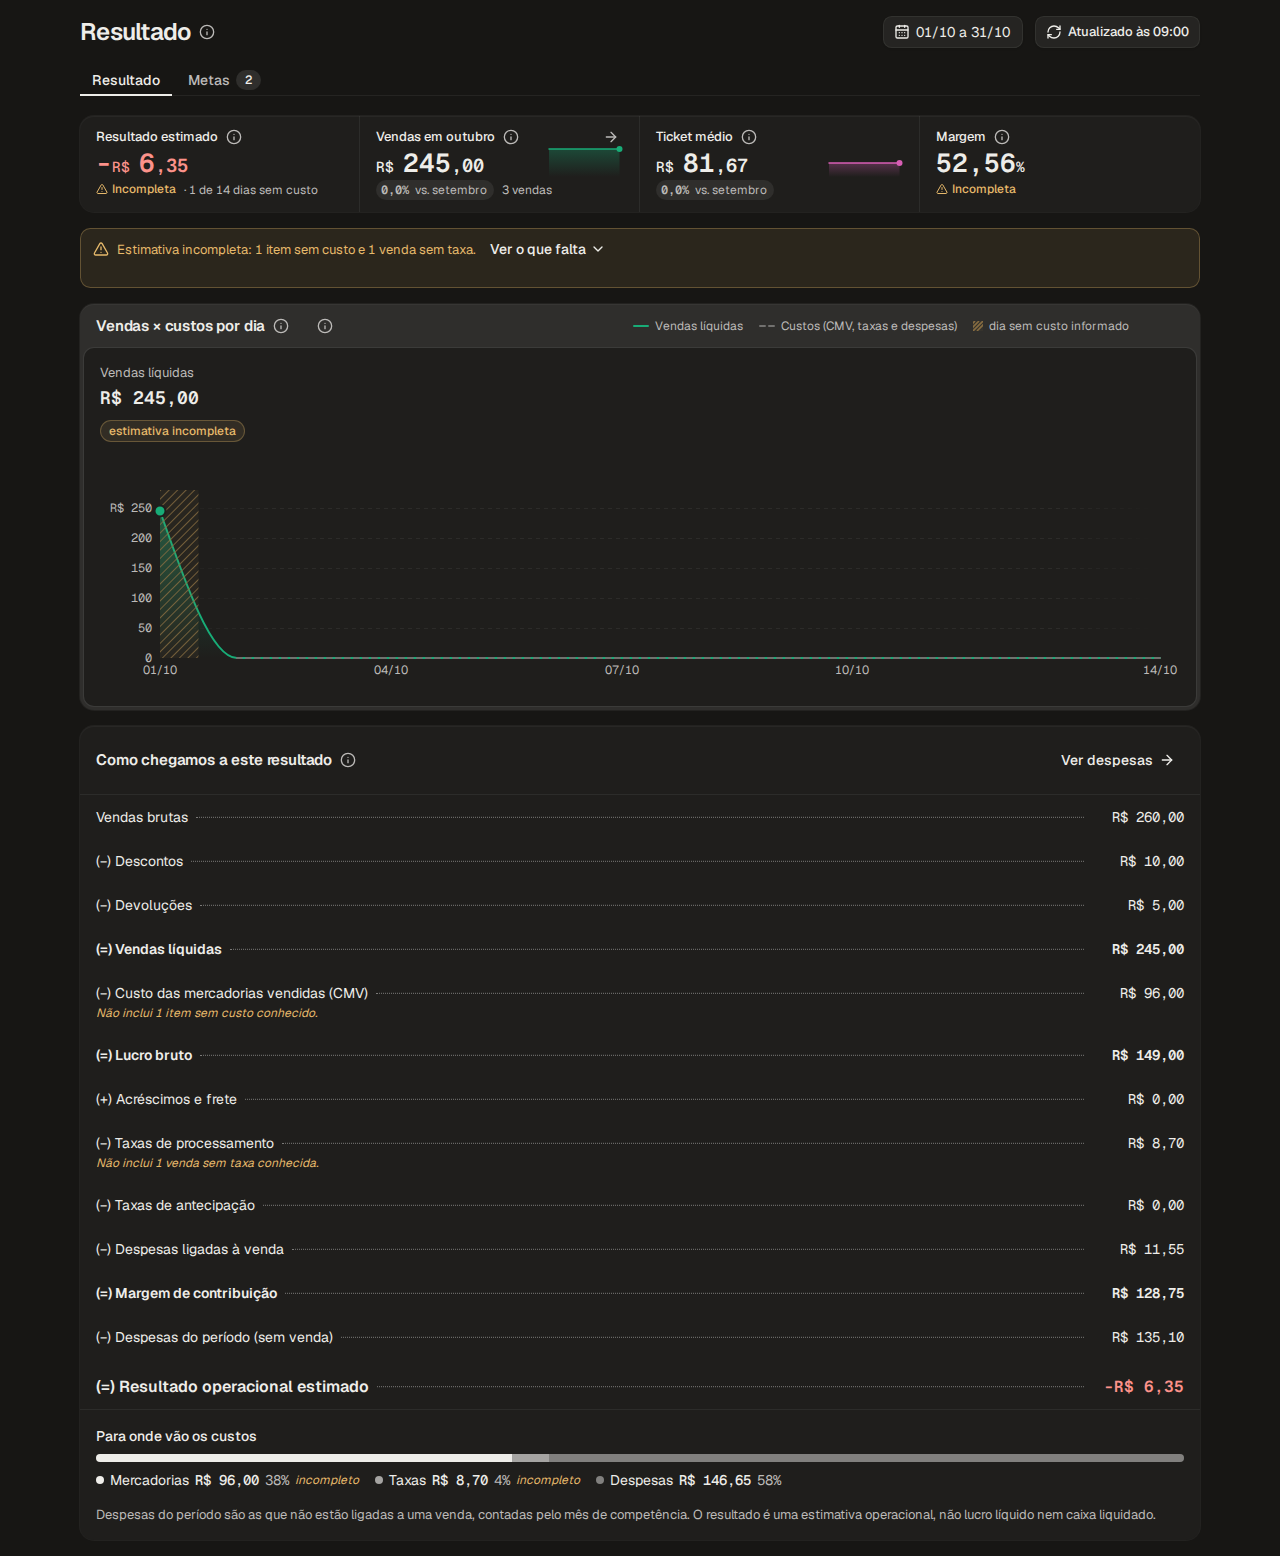 Resultado
01/10 a 31/10
Atualizado às 09:00
Resultado
Metas 2
Resultado estimado
-R$ 6,35
Incompleta · 1 de 14 dias sem custo
Vendas em outubro
R$ 245,00
0,0% vs. setembro 3 vendas
Ticket médio
R$ 81,67
0,0% vs. setembro
Margem
52,56%
Incompleta
Estimativa incompleta: 1 item sem custo e 1 venda sem taxa. Ver o que falta
Vendas × custos por dia
Vendas líquidas
Custos (CMV, taxas e despesas)
dia sem custo informado
Vendas líquidas
R$ 245,00
estimativa incompleta
R$ 250
200
150
100
50
0
01/10 04/10 07/10 10/10 14/10
Como chegamos a este resultado
Ver despesas
Vendas brutas R$ 260,00
(−) Descontos R$ 10,00
(−) Devoluções R$ 5,00
(=) Vendas líquidas R$ 245,00
(−) Custo das mercadorias vendidas (CMV) R$ 96,00
Não inclui 1 item sem custo conhecido.
(=) Lucro bruto R$ 149,00
(+) Acréscimos e frete R$ 0,00
(−) Taxas de processamento R$ 8,70
Não inclui 1 venda sem taxa conhecida.
(−) Taxas de antecipação R$ 0,00
(−) Despesas ligadas à venda R$ 11,55
(=) Margem de contribuição R$ 128,75
(−) Despesas do período (sem venda) R$ 135,10
(=) Resultado operacional estimado -R$ 6,35
Para onde vão os custos
Mercadorias R$ 96,00 38% incompleto Taxas R$ 8,70 4% incompleto Despesas R$ 146,65 58%
Despesas do período são as que não estão ligadas a uma venda, contadas pelo mês de competência. O resultado é uma estimativa operacional, não lucro líquido nem caixa liquidado.